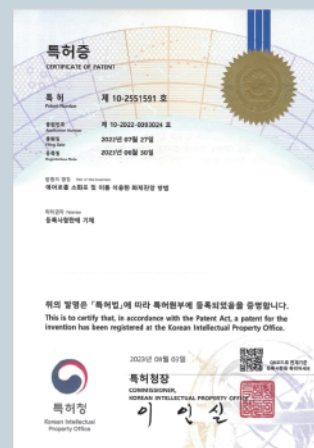 특허증
CERTIFICATE OF PATENT
특 허 제 10-2551591 호
Patent Number
출원번호 제 10-2022-0093024 호
Application Number
출원일 2022년 07월 27일
Filing Date
등록일 2023년 06월 30일
Registration Date
발명의 명칭 Title of the Invention
에어로졸 소화포 및 이를 이용한 화재진압 방법
특허권자 Patentee
등록사항란에 기재
위의 발명은 「특허법」에 따라 특허원부에 등록되었음을 증명합니다.
This is to certify that, in accordance with the Patent Act, a patent for the
invention has been registered at the Korean Intellectual Property Office.
2023년 08월 01일
특허청장
COMMISSIONER,
KOREAN INTELLECTUAL PROPERTY OFFICE
이 인 실
특허청
Korean Intellectual
Property Office